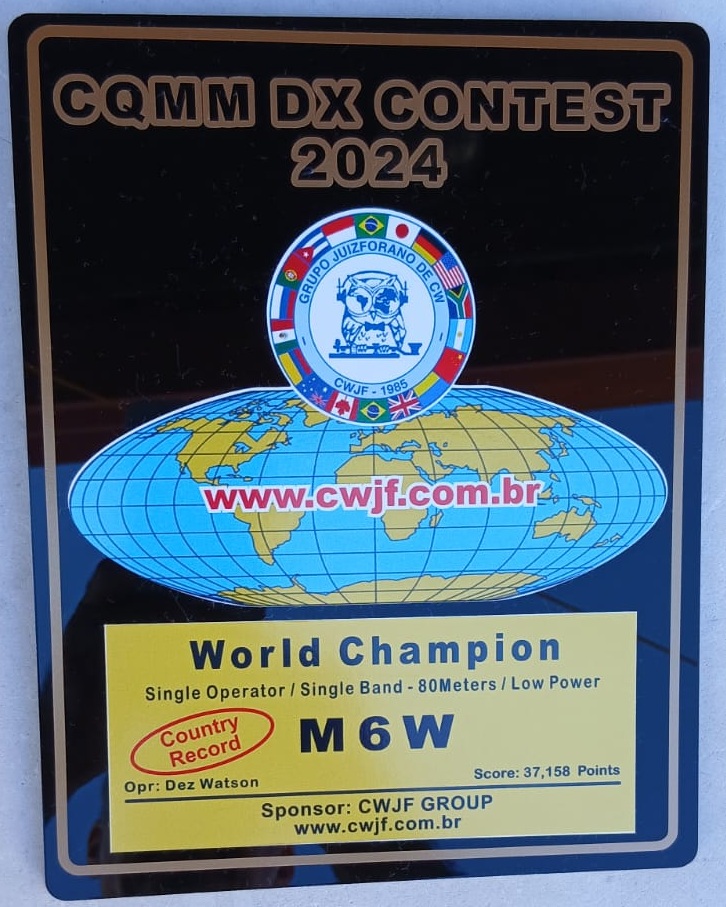 CQMM DX CONTEST
2024
GRUPO JUIZFORANO DE CW
CWJF - 1985
www.cwjf.com.br
World Champion
Single Operator / Single Band - 80Meters / Low Power
Country
Record
M6W
Opr: Dez Watson
Score: 37,158 Points
Sponsor: CWJF GROUP
www.cwjf.com.br